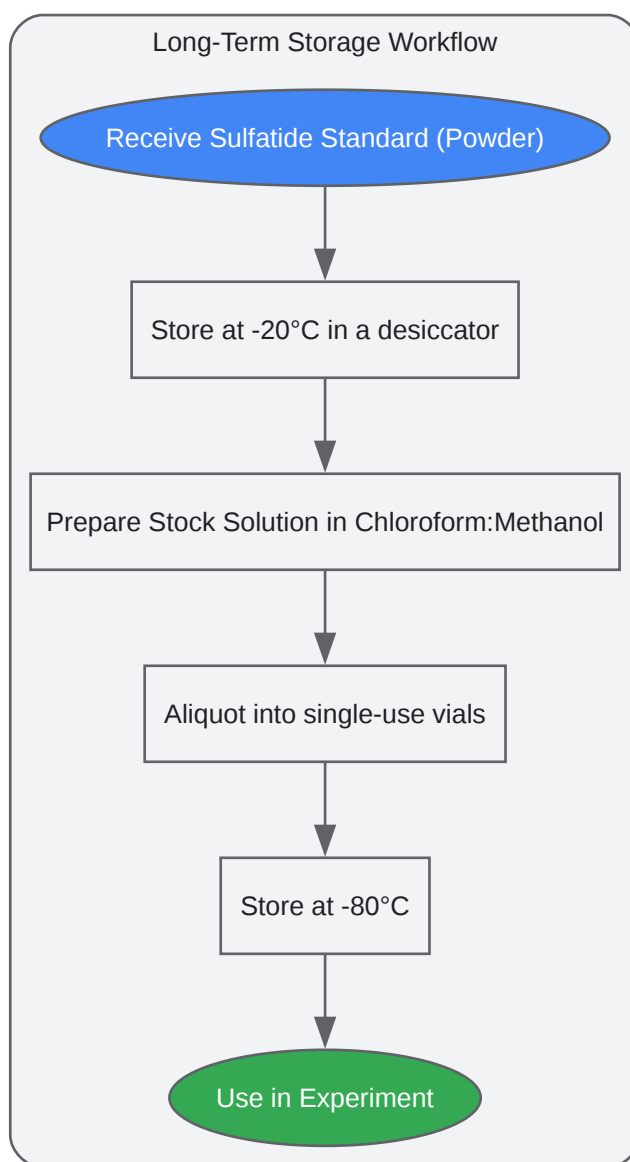 Long-Term Storage Workflow
Receive Sulfatide Standard (Powder)
Store at -20°C in a desiccator
Prepare Stock Solution in Chloroform:Methanol
Aliquot into single-use vials
Store at -80°C
Use in Experiment